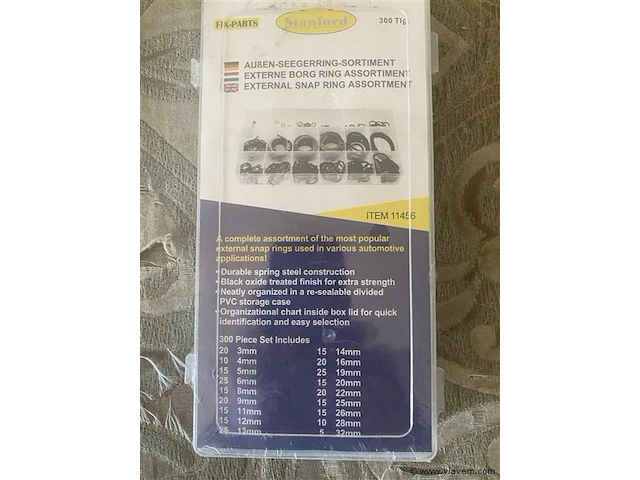 FIX-PARTS
Stanford
300 Tlg.
AUßEN-SEEGERRING-SORTIMENT
EXTERNE BORG RING ASSORTIMENT
EXTERNAL SNAP RING ASSORTMENT
ITEM 11456
A complete assortment of the most popular
external snap rings used in various automotive
applications!
• Durable spring steel construction
• Black oxide treated finish for extra strength
• Neatly organized in a re-sealable divided
PVC storage case
• Organizational chart inside box lid for quick
identification and easy selection
300 Piece Set Includes
20 3mm 15 14mm
10 4mm 20 16mm
15 5mm 25 19mm
25 6mm 15 20mm
15 8mm 20 22mm
20 9mm 15 25mm
15 11mm 15 26mm
15 12mm 10 28mm
25 13mm 5 32mm
© www.vlavem.com